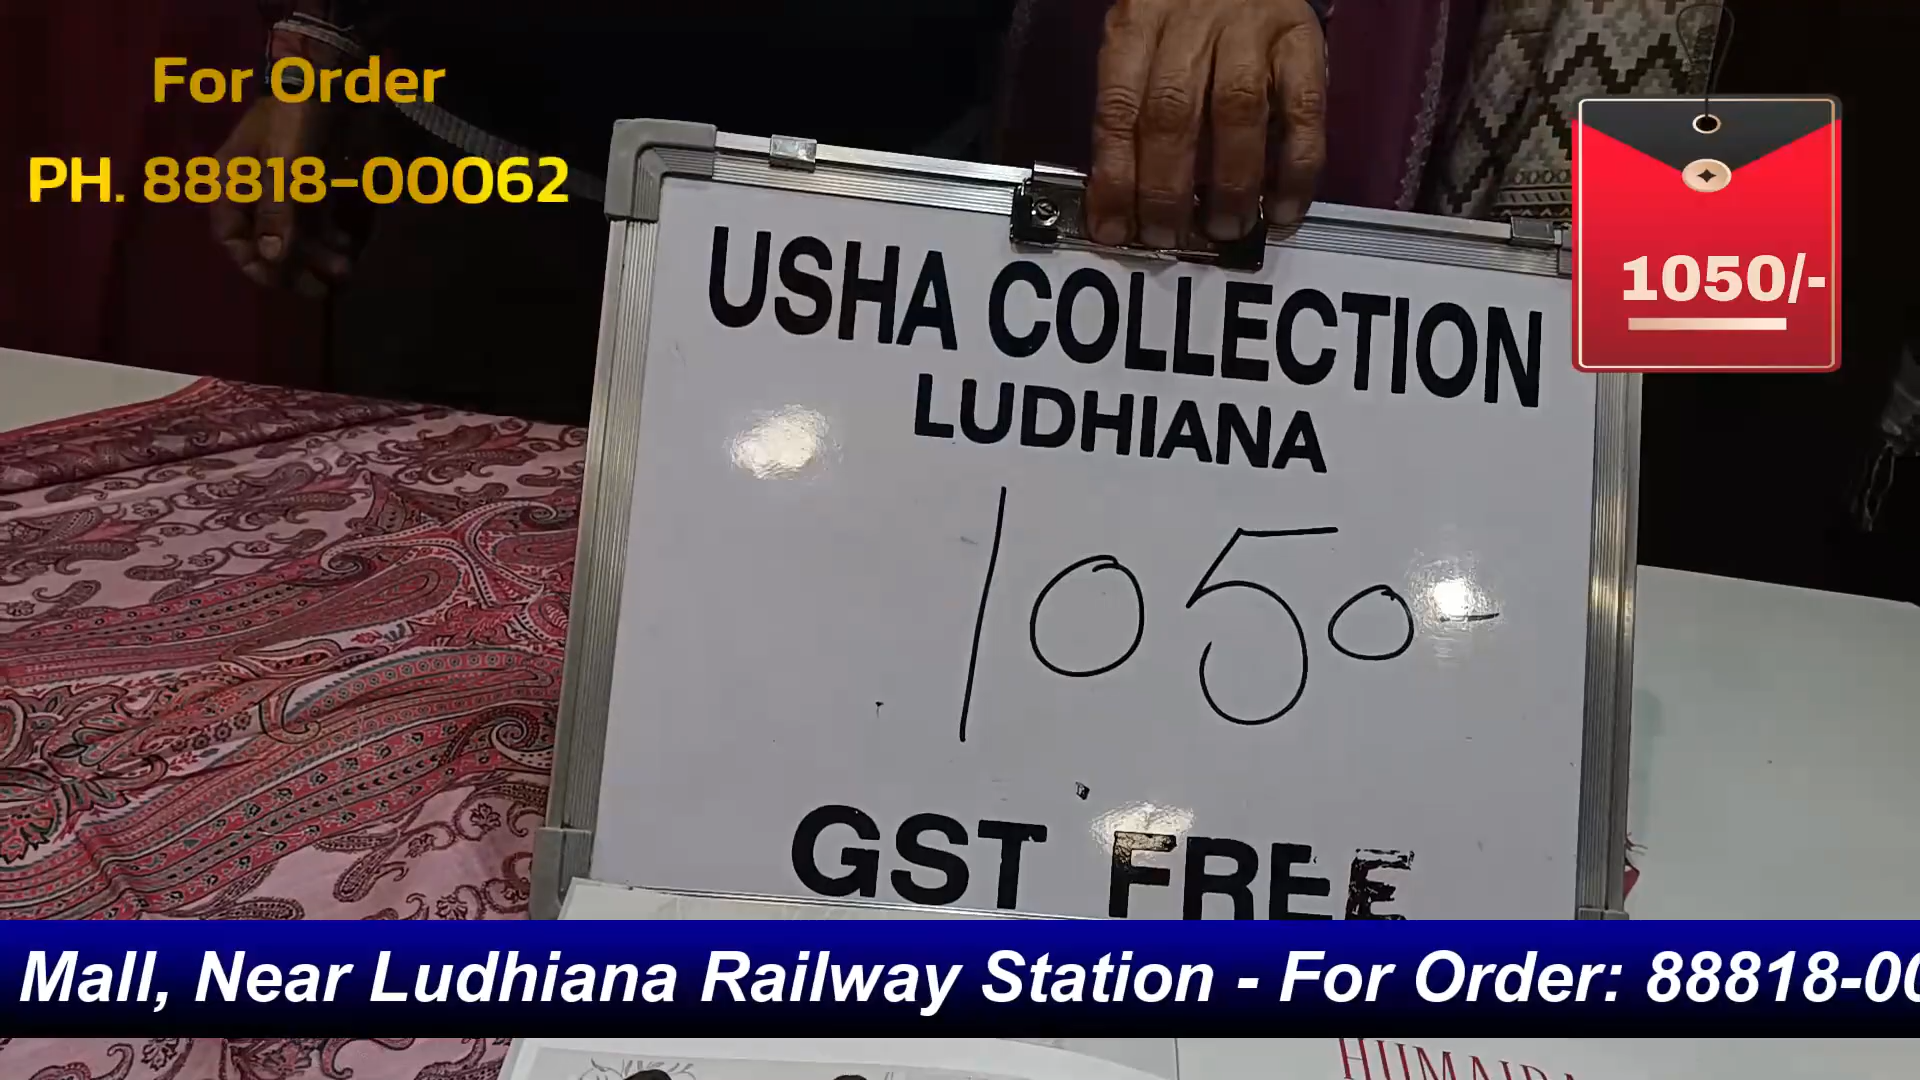 For Order
PH. 88818-00062
1050/-
USHA COLLECTION
LUDHIANA
1050-
GST FREE
Mall, Near Ludhiana Railway Station - For Order: 88818-00